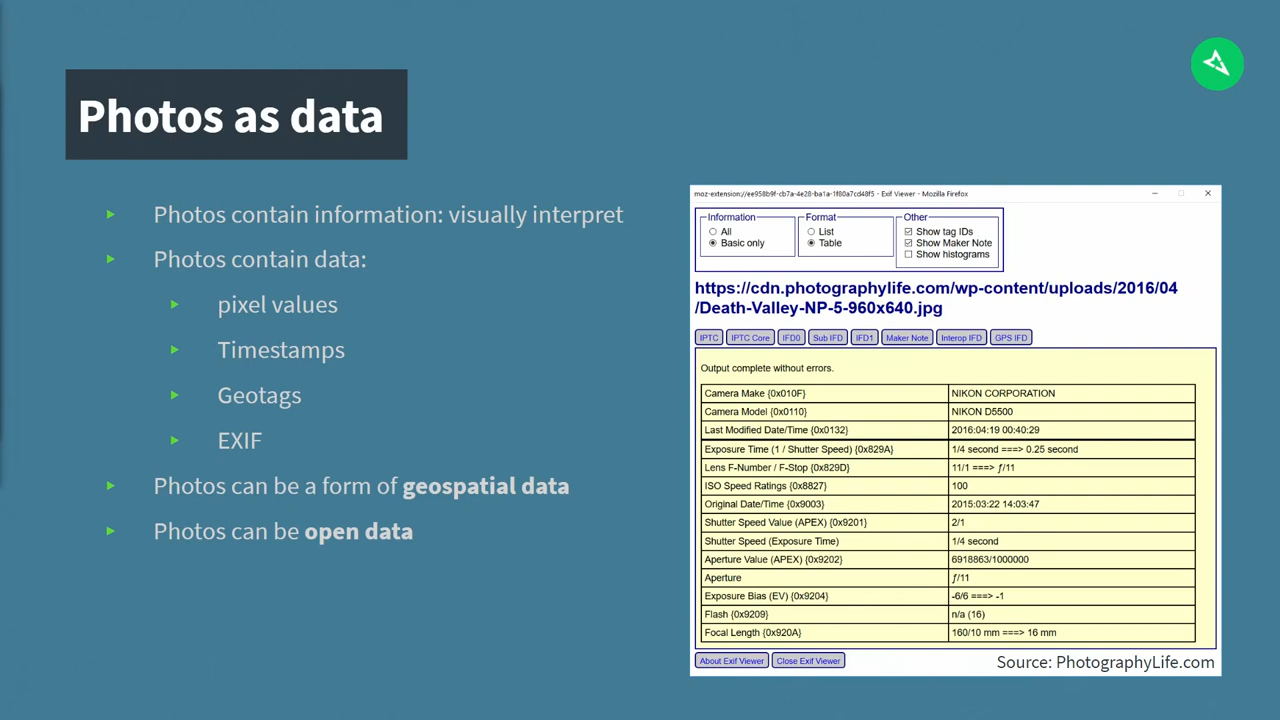 Photos as data
Photos contain information: visually interpret
Photos contain data:
pixel values
Timestamps
Geotags
EXIF
Photos can be a form of geospatial data
Photos can be open data
moz-extension://ee958b9f-cb7a-4e28-ba1a-1f80a7cd48f5 - Exif Viewer - Mozilla Firefox
Information
All
Basic only
Format
List
Table
Other
Show tag IDs
Show Maker Note
Show histograms
https://cdn.photographylife.com/wp-content/uploads/2016/04
/Death-Valley-NP-5-960x640.jpg
IPTC IPTC Core IFD0 Sub IFD IFD1 Maker Note Interop IFD GPS IFD
Output complete without errors.
Camera Make {0x010F} NIKON CORPORATION
Camera Model {0x0110} NIKON D5500
Last Modified Date/Time {0x0132} 2016:04:19 00:40:29
Exposure Time (1 / Shutter Speed) {0x829A} 1/4 second ===> 0.25 second
Lens F-Number / F-Stop {0x829D} 11/1 ===> ƒ/11
ISO Speed Ratings {0x8827} 100
Original Date/Time {0x9003} 2015:03:22 14:03:47
Shutter Speed Value (APEX) {0x9201} 2/1
Shutter Speed (Exposure Time) 1/4 second
Aperture Value (APEX) {0x9202} 6918863/1000000
Aperture ƒ/11
Exposure Bias (EV) {0x9204} -6/6 ===> -1
Flash {0x9209} n/a (16)
Focal Length {0x920A} 160/10 mm ===> 16 mm
About Exif Viewer Close Exif Viewer
Source: PhotographyLife.com